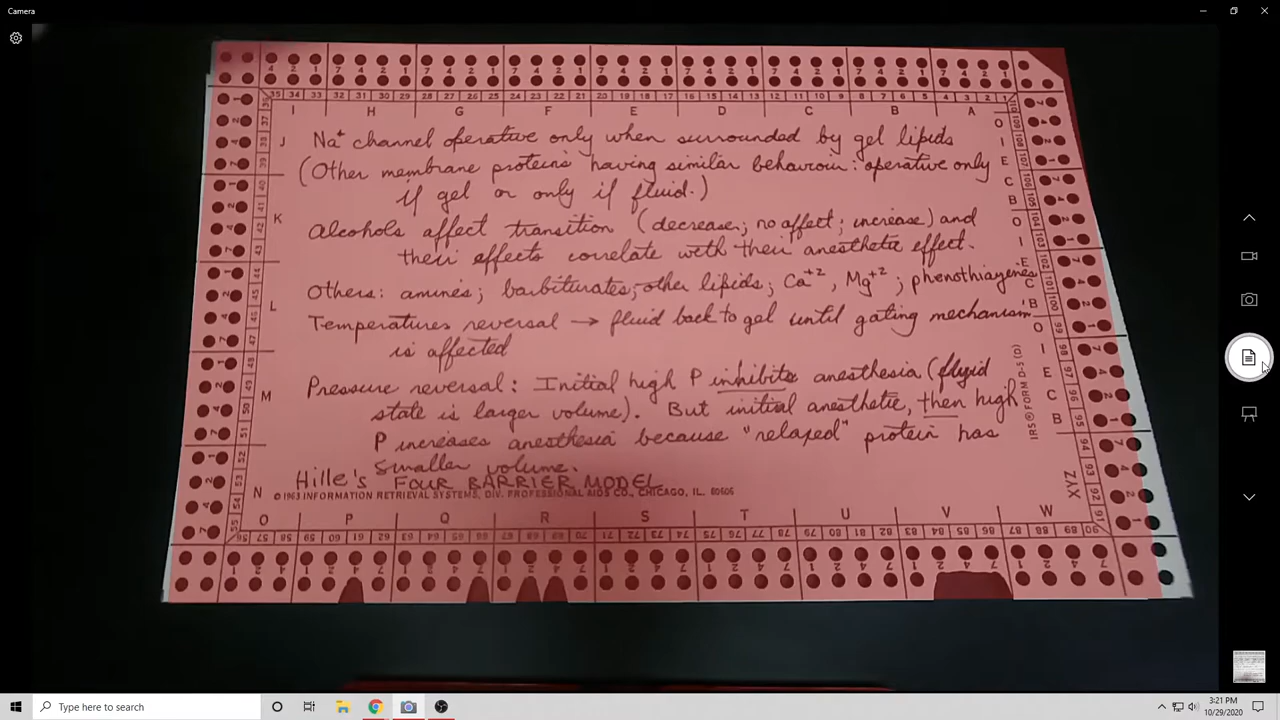 Camera
Na+ channel operative only when surrounded by gel lipids
(Other membrane proteins having similar behavoir: operative only
if gel or only if fluid.)
Alcohols affect transition (decrease; no affect; increase) and
their effects correlate with their anesthetic effect.
Others: amines; barbiturates; other lipids; Ca+2, Mg+2; phenothiazines
Temperatures reversal → fluid back to gel until gating mechanism
is affected
Pressure reversal: Initial high P inhibits anesthesia (fluid
state is larger volume). But initial anesthetic, then high
P increases anesthesia because "relaxed" protein has
smaller volume.
Hille's FOUR BARRIER MODEL
© 1963 INFORMATION RETRIEVAL SYSTEMS, DIV. PROFESSIONAL AIDS CO., CHICAGO, IL. 60605
I H G F E D C B A
J
K
L
M
N
O P Q R S T U V W
XYZ
IRS® FORM D-5 (D)
Type here to search
3:21 PM
10/29/2020